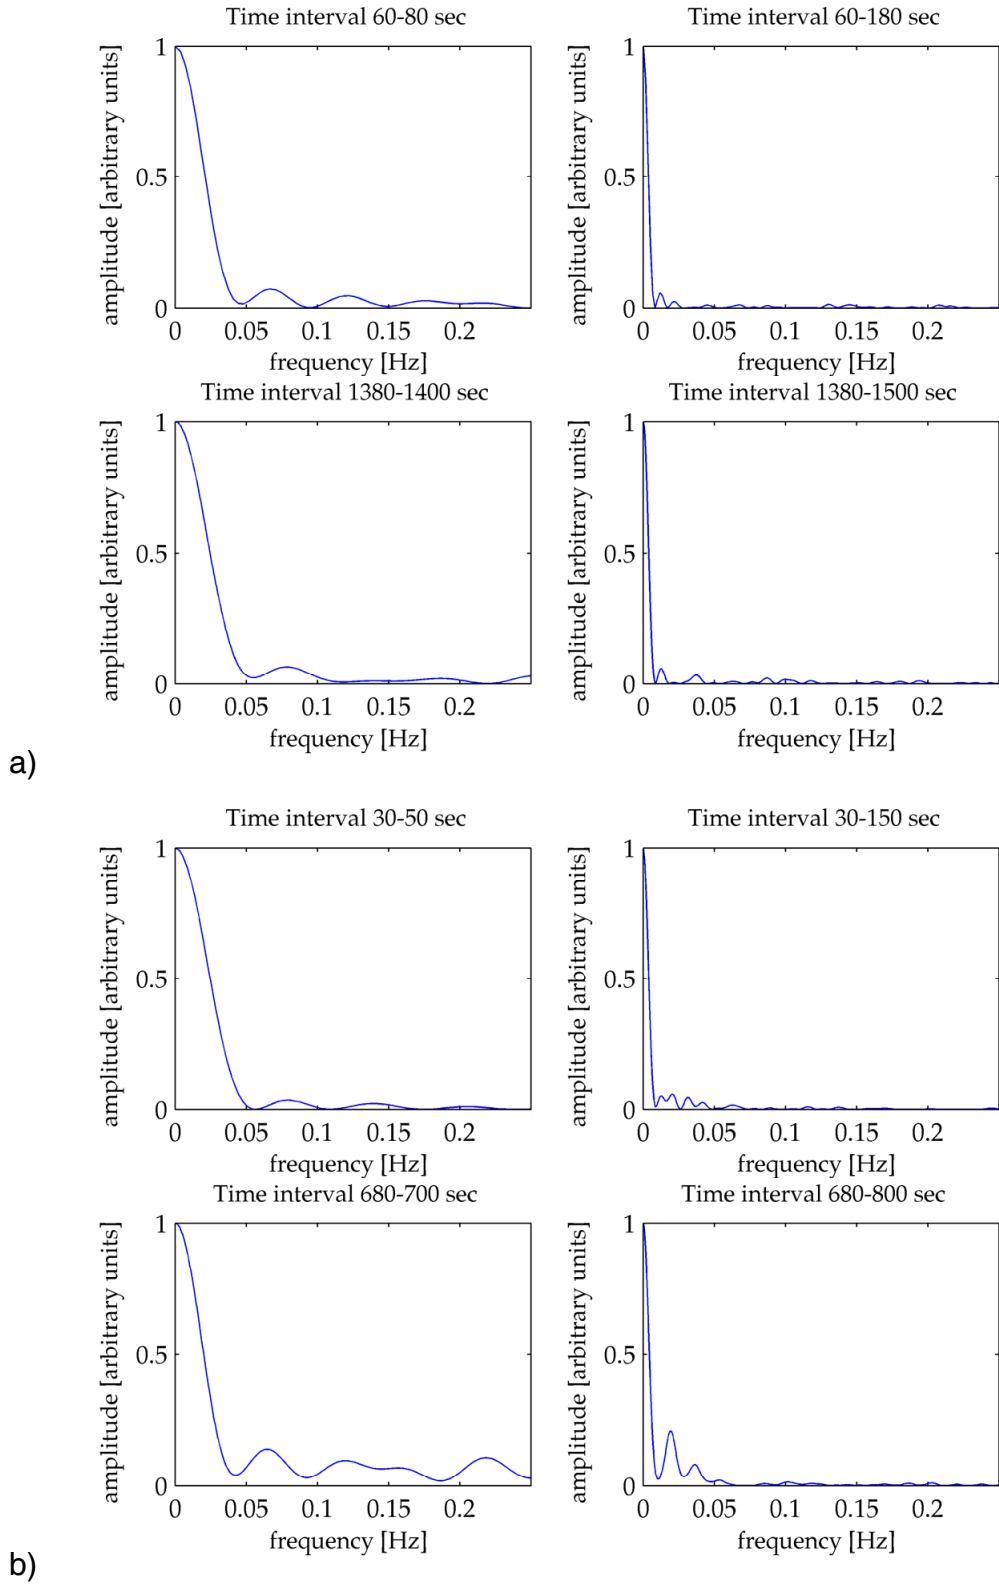 Time interval 60-80 sec
amplitude [arbitrary units]
1
0.5
0
0 0.05 0.1 0.15 0.2
frequency [Hz]
Time interval 60-180 sec
amplitude [arbitrary units]
1
0.5
0
0 0.05 0.1 0.15 0.2
frequency [Hz]
Time interval 1380-1400 sec
amplitude [arbitrary units]
1
0.5
0
0 0.05 0.1 0.15 0.2
frequency [Hz]
Time interval 1380-1500 sec
amplitude [arbitrary units]
1
0.5
0
0 0.05 0.1 0.15 0.2
frequency [Hz]
a)
Time interval 30-50 sec
amplitude [arbitrary units]
1
0.5
0
0 0.05 0.1 0.15 0.2
frequency [Hz]
Time interval 30-150 sec
amplitude [arbitrary units]
1
0.5
0
0 0.05 0.1 0.15 0.2
frequency [Hz]
Time interval 680-700 sec
amplitude [arbitrary units]
1
0.5
0
0 0.05 0.1 0.15 0.2
frequency [Hz]
Time interval 680-800 sec
amplitude [arbitrary units]
1
0.5
0
0 0.05 0.1 0.15 0.2
frequency [Hz]
b)